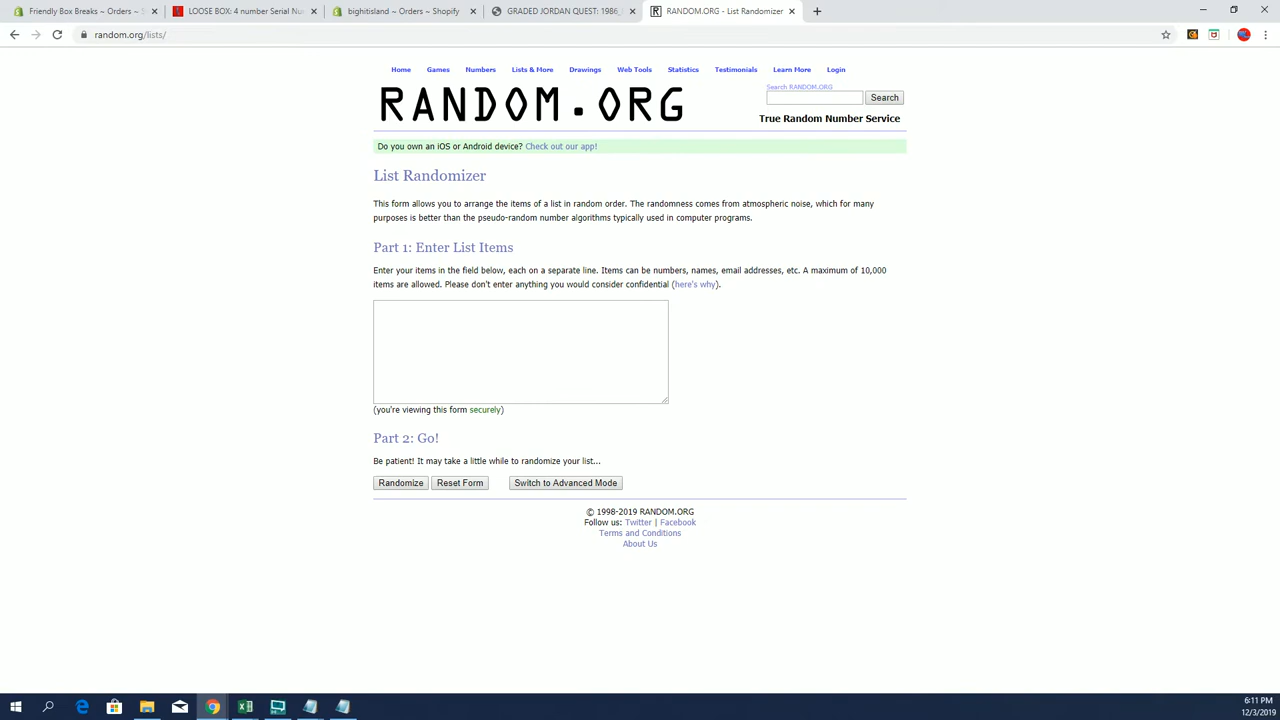 Friendly Box Breaks ~ Orders ~
LOOSE BOX: 4 number Serial Nu
bighitisland ~ Orders ~ Shopify
GRADED JORDAN QUEST: 1986
RANDOM.ORG - List Randomizer
random.org/lists/
Home Games Numbers Lists & More Drawings Web Tools Statistics Testimonials Learn More Login
RANDOM.ORG
Search RANDOM.ORG
Search
True Random Number Service
Do you own an iOS or Android device? Check out our app!
List Randomizer
This form allows you to arrange the items of a list in random order. The randomness comes from atmospheric noise, which for many
purposes is better than the pseudo-random number algorithms typically used in computer programs.
Part 1: Enter List Items
Enter your items in the field below, each on a separate line. Items can be numbers, names, email addresses, etc. A maximum of 10,000
items are allowed. Please don't enter anything you would consider confidential (here's why).
(you're viewing this form securely)
Part 2: Go!
Be patient! It may take a little while to randomize your list...
Randomize Reset Form Switch to Advanced Mode
© 1998-2019 RANDOM.ORG
Follow us: Twitter | Facebook
Terms and Conditions
About Us
6:11 PM
12/3/2019